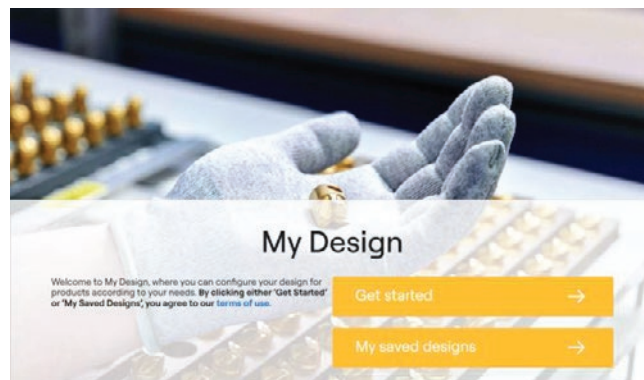 My Design
Welcome to My Design, where you can configure your design for
products according to your needs. By clicking either 'Get Started'
or 'My Saved Designs', you agree to our terms of use.
Get started
My saved designs